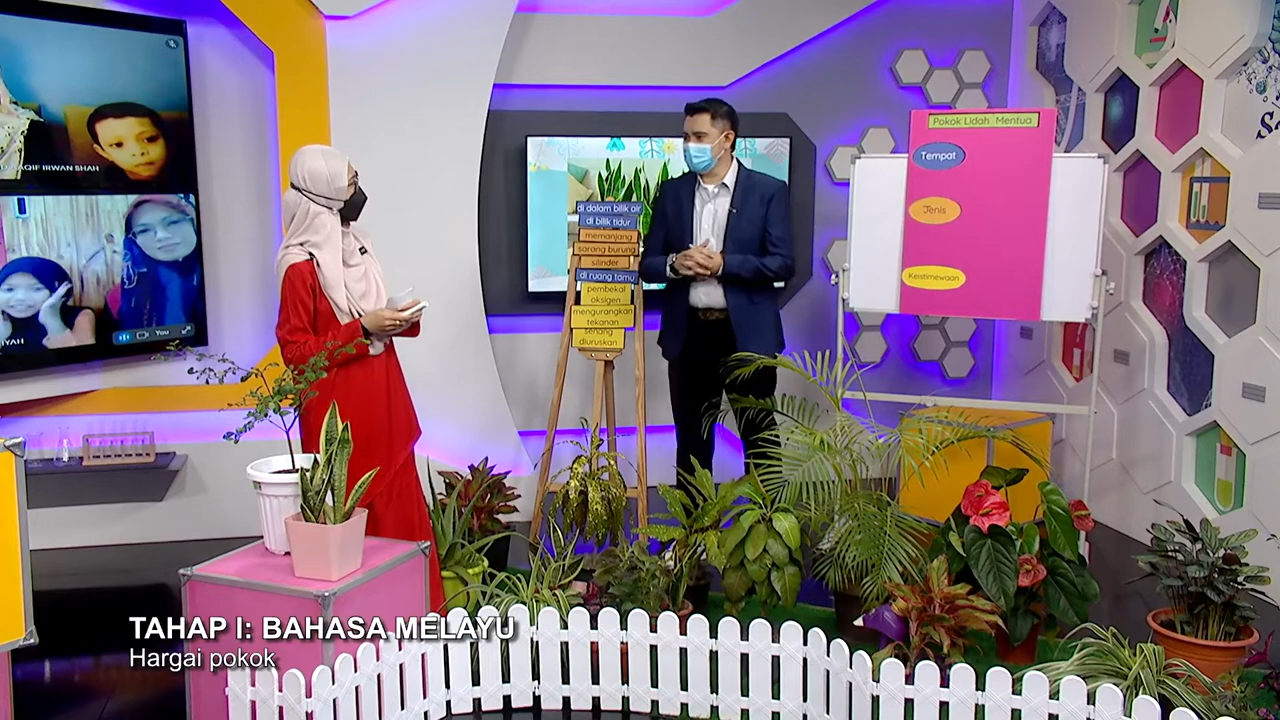 AQIF IRWAN SHAH
IYAH
You
di dalam bilik air
di bilik tidur
memanjang
sarang burung
silinder
di ruang tamu
pembekal
oksigen
mengurangkan
tekanan
senang
diuruskan
Pokok Lidah Mentua
Tempat
Jenis
Keistimewaan
TAHAP I: BAHASA MELAYU
Hargai pokok